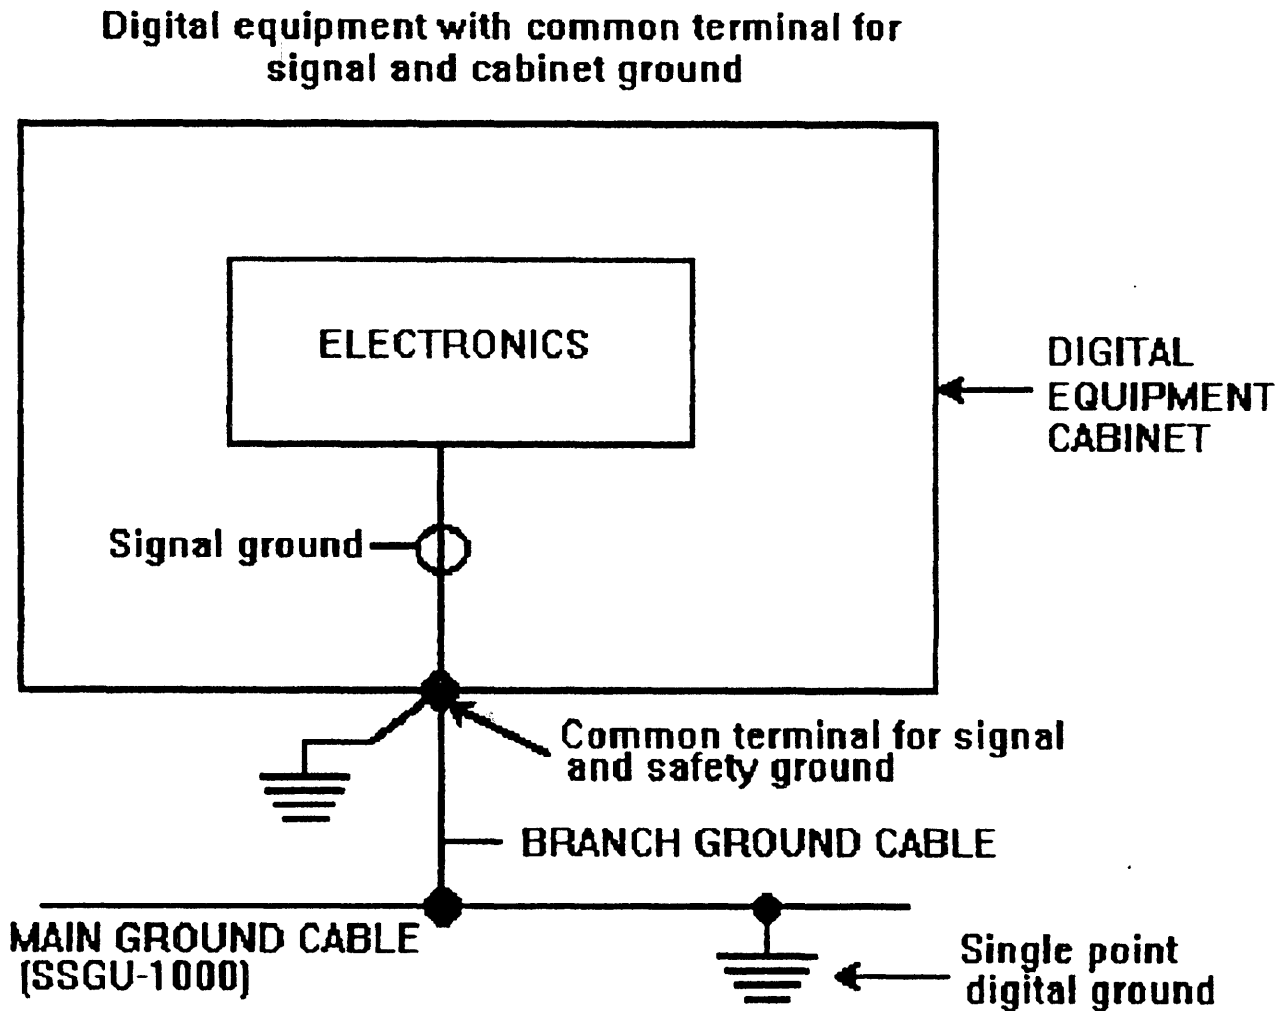 Digital equipment with common terminal for
signal and cabinet ground
ELECTRONICS
DIGITAL
EQUIPMENT
CABINET
Signal ground
Common terminal for signal
and safety ground
BRANCH GROUND CABLE
MAIN GROUND CABLE
(SSGU-1000)
Single point
digital ground